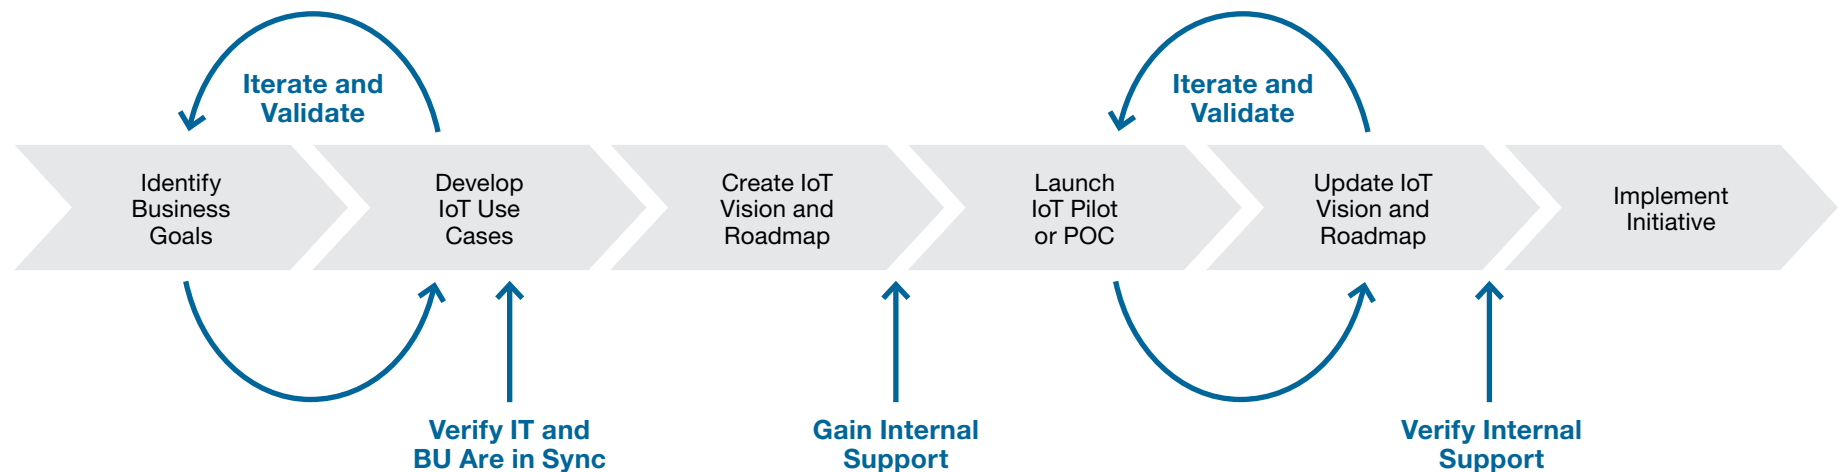 Iterate and
Validate
Iterate and
Validate
Identify
Business
Goals
Develop
IoT Use
Cases
Create IoT
Vision and
Roadmap
Launch
IoT Pilot
or POC
Update IoT
Vision and
Roadmap
Implement
Initiative
Verify IT and
BU Are in Sync
Gain Internal
Support
Verify Internal
Support